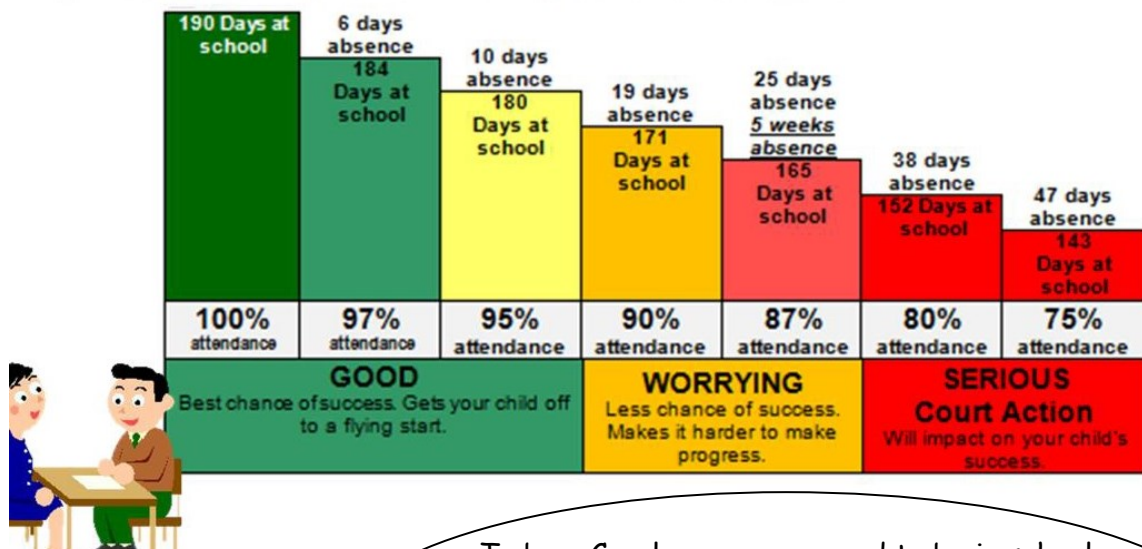 190 Days at
school
6 days
absence
184
Days at
school
10 days
absence
180
Days at
school
19 days
absence
171
Days at
school
25 days
absence
5 weeks
absence
165
Days at
school
38 days
absence
152 Days at
school
47 days
absence
143
Days at
school
100%
attendance
97%
attendance
95%
attendance
90%
attendance
87%
attendance
80%
attendance
75%
attendance
GOOD
Best chance of success. Gets your child off
to a flying start.
WORRYING
Less chance of success.
Makes it harder to make
progress.
SERIOUS
Court Action
Will impact on your child's
success.